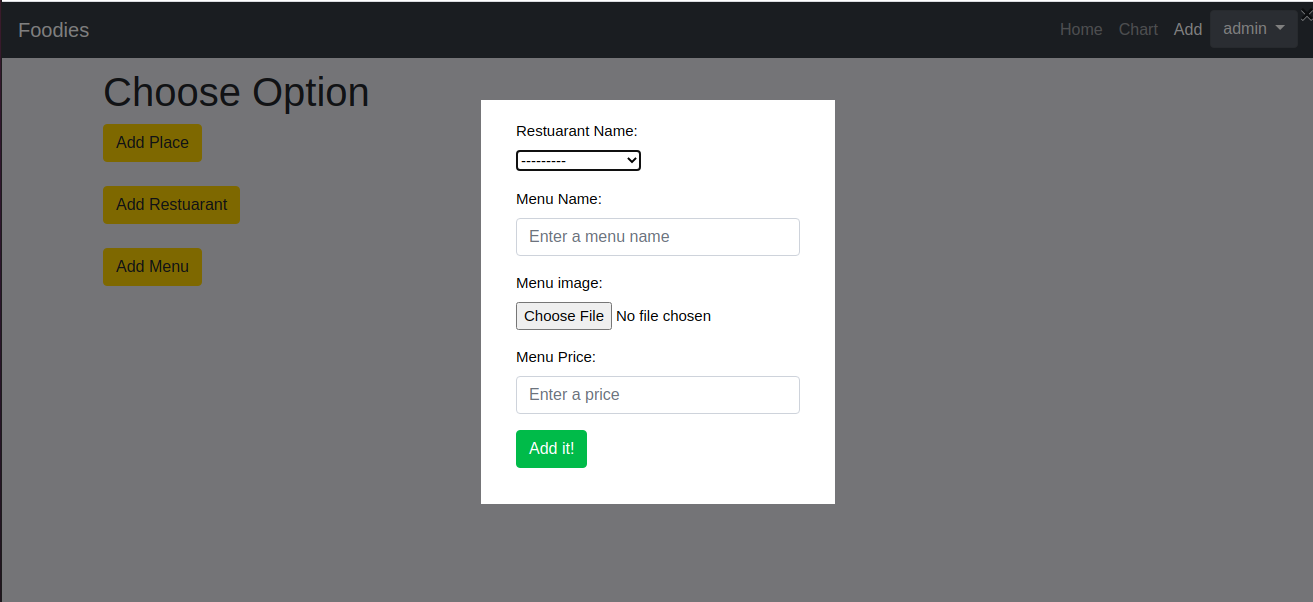 Foodies
Home Chart Add admin
Choose Option
Add Place
Add Restuarant
Add Menu
Restuarant Name:
---------
Menu Name:
Enter a menu name
Menu image:
Choose File No file chosen
Menu Price:
Enter a price
Add it!